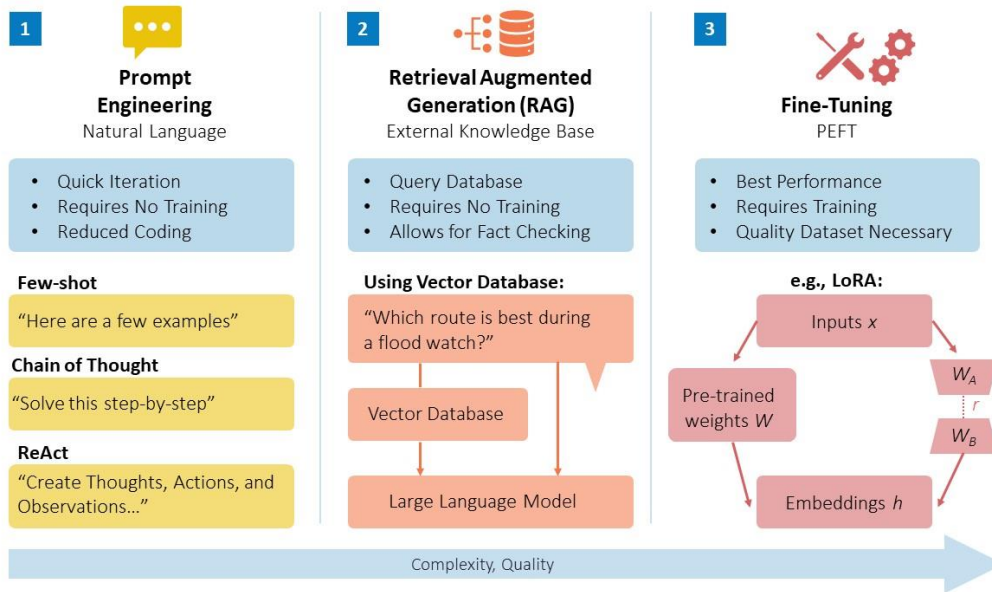 1
Prompt
Engineering
Natural Language
• Quick Iteration
• Requires No Training
• Reduced Coding
Few-shot
“Here are a few examples”
Chain of Thought
“Solve this step-by-step”
ReAct
“Create Thoughts, Actions, and
Observations...”
2
Retrieval Augmented
Generation (RAG)
External Knowledge Base
• Query Database
• Requires No Training
• Allows for Fact Checking
Using Vector Database:
“Which route is best during
a flood watch?”
Vector Database
Large Language Model
3
Fine-Tuning
PEFT
• Best Performance
• Requires Training
• Quality Dataset Necessary
e.g., LoRA:
Inputs x
Pre-trained
weights W
W_A
r
W_B
Embeddings h
Complexity, Quality